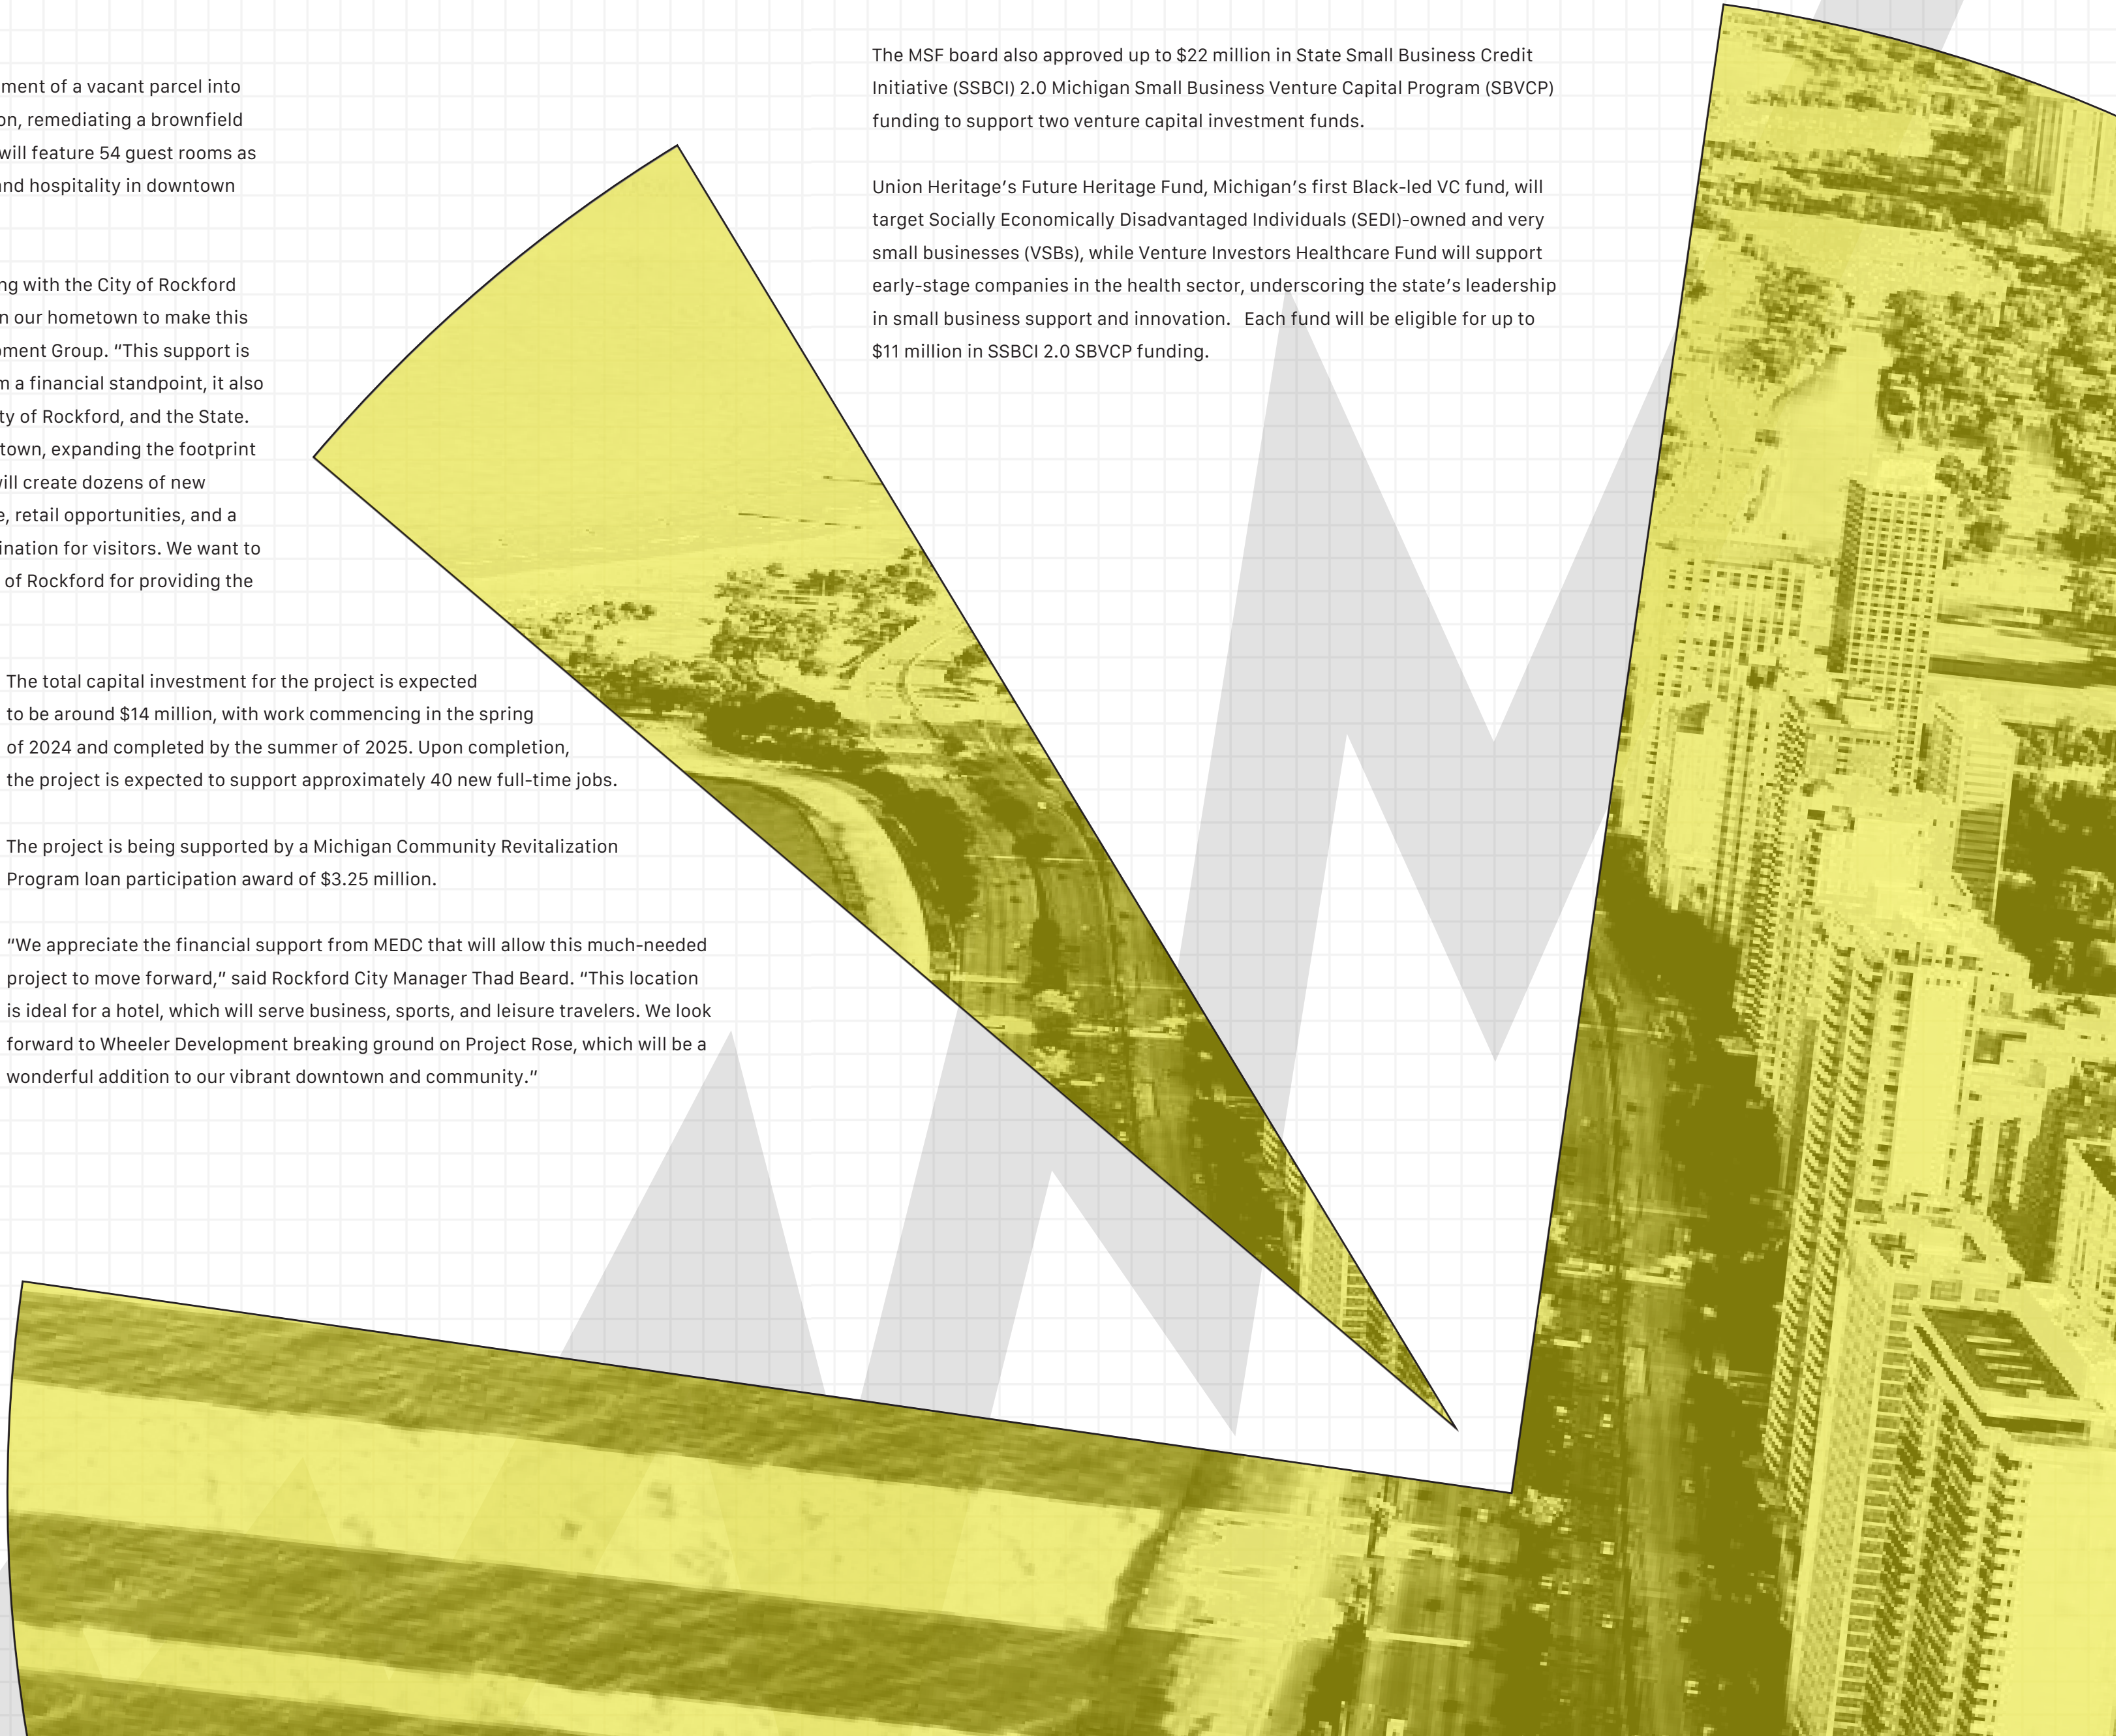 ment of a vacant parcel into
on, remediating a brownfield
will feature 54 guest rooms as
and hospitality in downtown
ng with the City of Rockford
n our hometown to make this
pment Group. “This support is
m a financial standpoint, it also
ty of Rockford, and the State.
town, expanding the footprint
will create dozens of new
e, retail opportunities, and a
ination for visitors. We want to
of Rockford for providing the
The total capital investment for the project is expected
to be around $14 million, with work commencing in the spring
of 2024 and completed by the summer of 2025. Upon completion,
the project is expected to support approximately 40 new full-time jobs.
The project is being supported by a Michigan Community Revitalization
Program loan participation award of $3.25 million.
“We appreciate the financial support from MEDC that will allow this much-needed
project to move forward,” said Rockford City Manager Thad Beard. “This location
is ideal for a hotel, which will serve business, sports, and leisure travelers. We look
forward to Wheeler Development breaking ground on Project Rose, which will be a
wonderful addition to our vibrant downtown and community.”
The MSF board also approved up to $22 million in State Small Business Credit
Initiative (SSBCI) 2.0 Michigan Small Business Venture Capital Program (SBVCP)
funding to support two venture capital investment funds.
Union Heritage’s Future Heritage Fund, Michigan’s first Black-led VC fund, will
target Socially Economically Disadvantaged Individuals (SEDI)-owned and very
small businesses (VSBs), while Venture Investors Healthcare Fund will support
early-stage companies in the health sector, underscoring the state’s leadership
in small business support and innovation.   Each fund will be eligible for up to
$11 million in SSBCI 2.0 SBVCP funding.